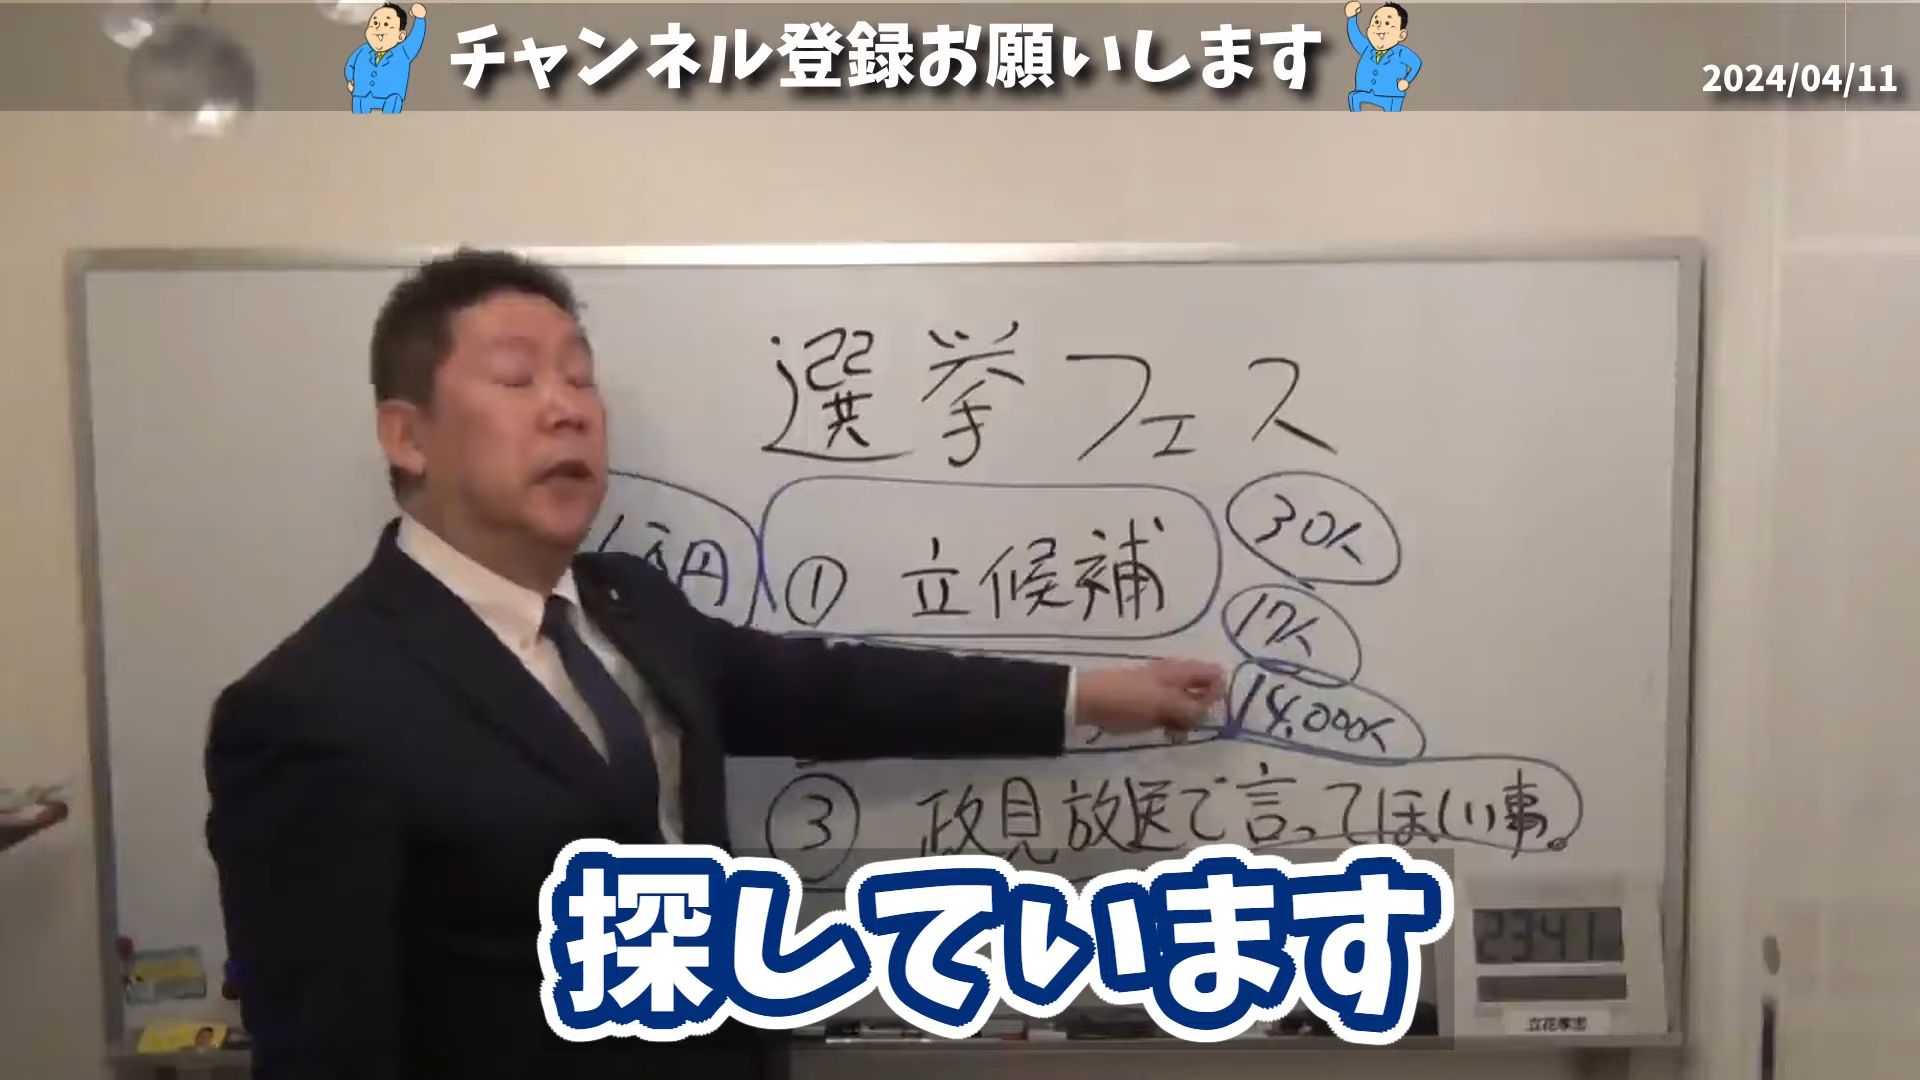 チャンネル登録お願いします
2024/04/11
選挙フェス
万円
① 立候補
30人
17人
14,000人
③ 政見放送で言ってほしい事。
探しています
23:41
立花孝志